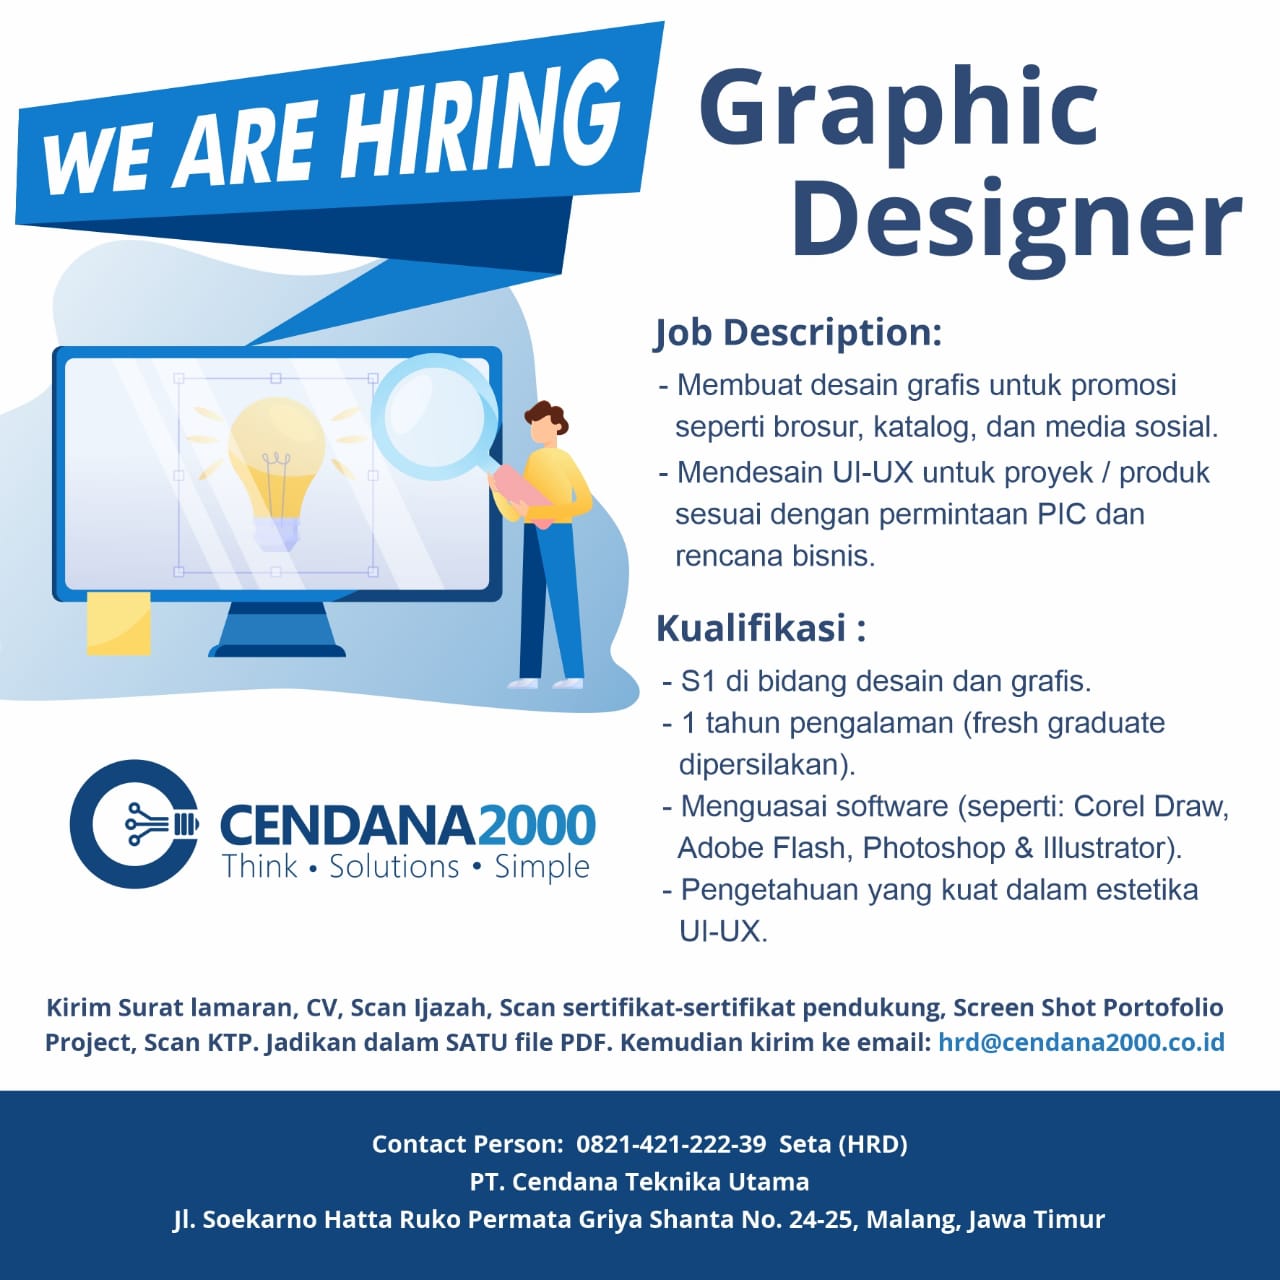 WE ARE HIRING
Graphic
Designer
Job Description:
- Membuat desain grafis untuk promosi
seperti brosur, katalog, dan media sosial.
- Mendesain UI-UX untuk proyek / produk
sesuai dengan permintaan PIC dan
rencana bisnis.
Kualifikasi :
- S1 di bidang desain dan grafis.
- 1 tahun pengalaman (fresh graduate
dipersilakan).
- Menguasai software (seperti: Corel Draw,
Adobe Flash, Photoshop & Illustrator).
- Pengetahuan yang kuat dalam estetika
UI-UX.
CENDANA2000
Think • Solutions • Simple
Kirim Surat lamaran, CV, Scan Ijazah, Scan sertifikat-sertifikat pendukung, Screen Shot Portofolio
Project, Scan KTP. Jadikan dalam SATU file PDF. Kemudian kirim ke email: hrd@cendana2000.co.id
Contact Person: 0821-421-222-39 Seta (HRD)
PT. Cendana Teknika Utama
Jl. Soekarno Hatta Ruko Permata Griya Shanta No. 24-25, Malang, Jawa Timur